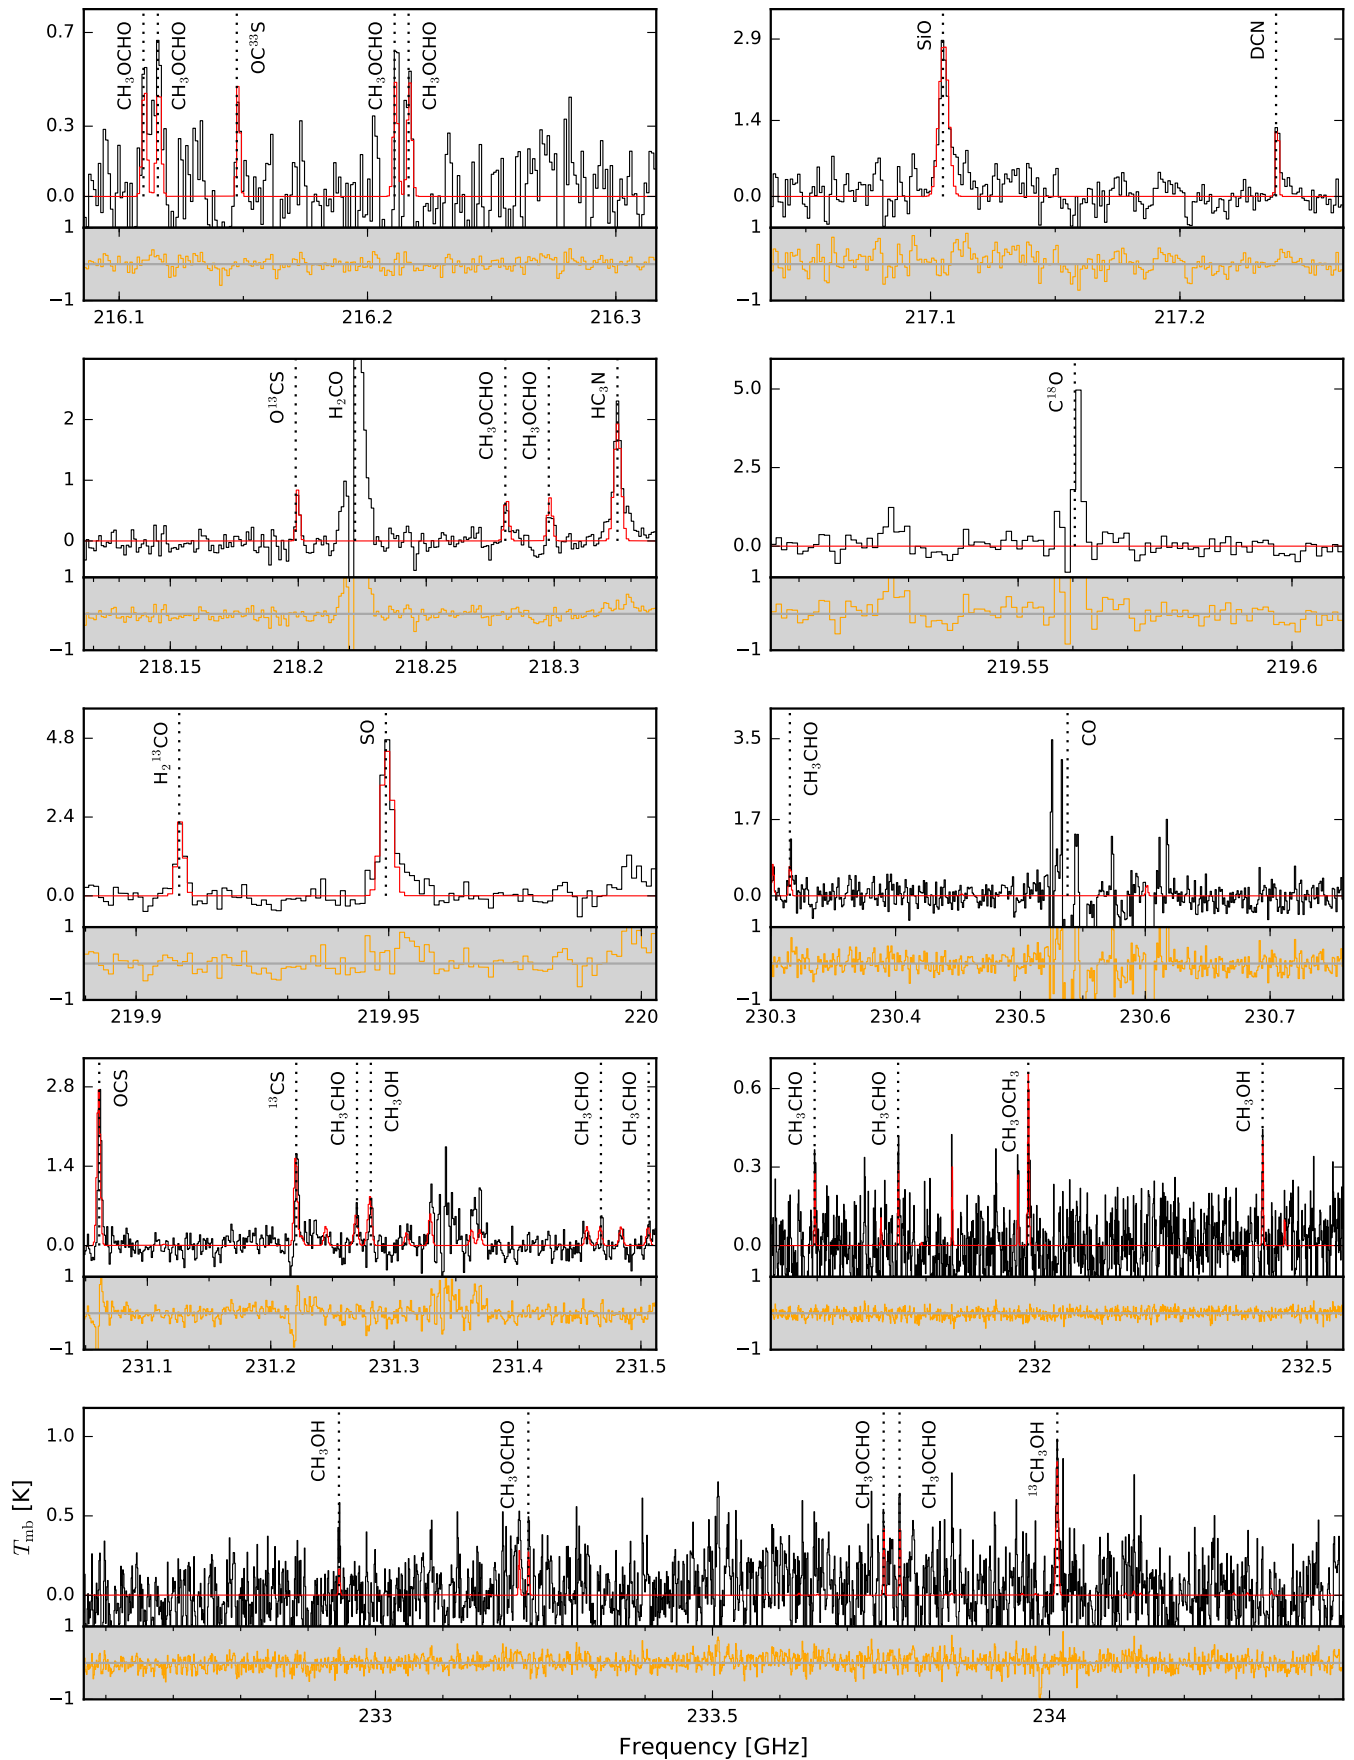 0.7
0.3
0.0
1
−1
CH₃OCHO
CH₃OCHO
OC³³S
CH₃OCHO
CH₃OCHO
216.1
216.2
216.3
2.9
1.4
0.0
1
−1
SiO
DCN
217.1
217.2
2
1
0
1
−1
O¹³CS
H₂CO
CH₃OCHO
CH₃OCHO
HC₃N
218.15
218.2
218.25
218.3
5.0
2.5
0.0
1
−1
C¹⁸O
219.55
219.6
4.8
2.4
0.0
1
−1
H₂¹³CO
SO
219.9
219.95
220
3.5
1.7
0.0
1
−1
CH₃CHO
CO
230.3
230.4
230.5
230.6
230.7
2.8
1.4
0.0
1
−1
OCS
¹³CS
CH₃CHO
CH₃OH
CH₃CHO
CH₃CHO
231.1
231.2
231.3
231.4
231.5
0.6
0.3
0.0
1
−1
CH₃CHO
CH₃CHO
CH₃OCH₃
CH₃OH
232
232.5
1.0
0.5
0.0
1
−1
CH₃OH
CH₃OCHO
CH₃OCHO
CH₃OCHO
¹³CH₃OH
233
233.5
234
T_mb [K]
Frequency [GHz]